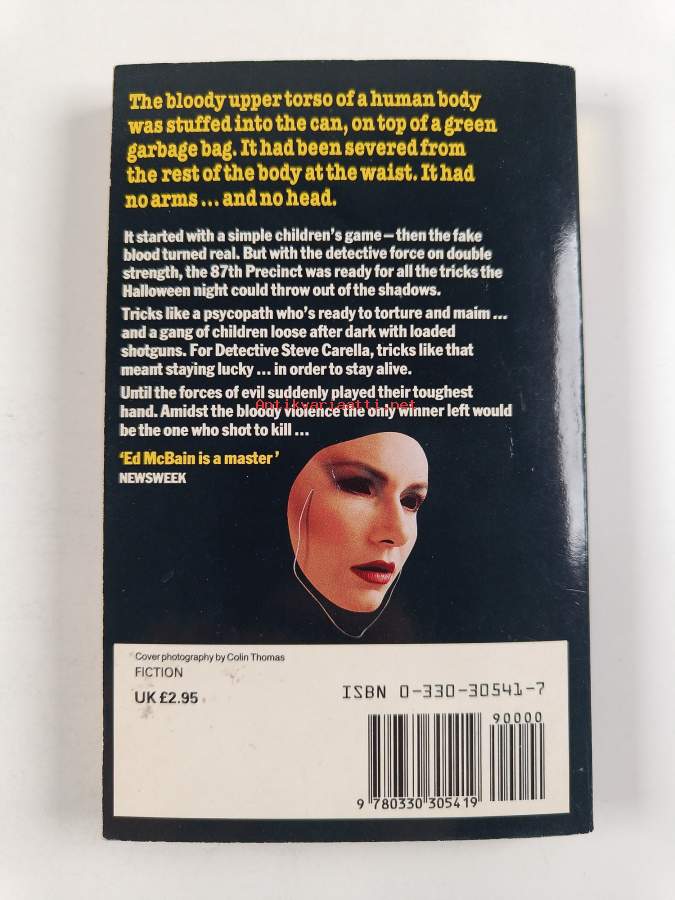 The bloody upper torso of a human body
was stuffed into the can, on top of a green
garbage bag. It had been severed from
the rest of the body at the waist. It had
no arms ... and no head.
It started with a simple children's game – then the fake
blood turned real. But with the detective force on double
strength, the 87th Precinct was ready for all the tricks the
Halloween night could throw out of the shadows.
Tricks like a psycopath who's ready to torture and maim ...
and a gang of children loose after dark with loaded
shotguns. For Detective Steve Carella, tricks like that
meant staying lucky ... in order to stay alive.
Until the forces of evil suddenly played their toughest
hand. Amidst the bloody violence the only winner left would
be the one who shot to kill ...
Antikvariaatti.net
'Ed McBain is a master'
NEWSWEEK
Cover photography by Colin Thomas
FICTION
UK £2.95
ISBN 0-330-30541-7
90000
9 780330 305419